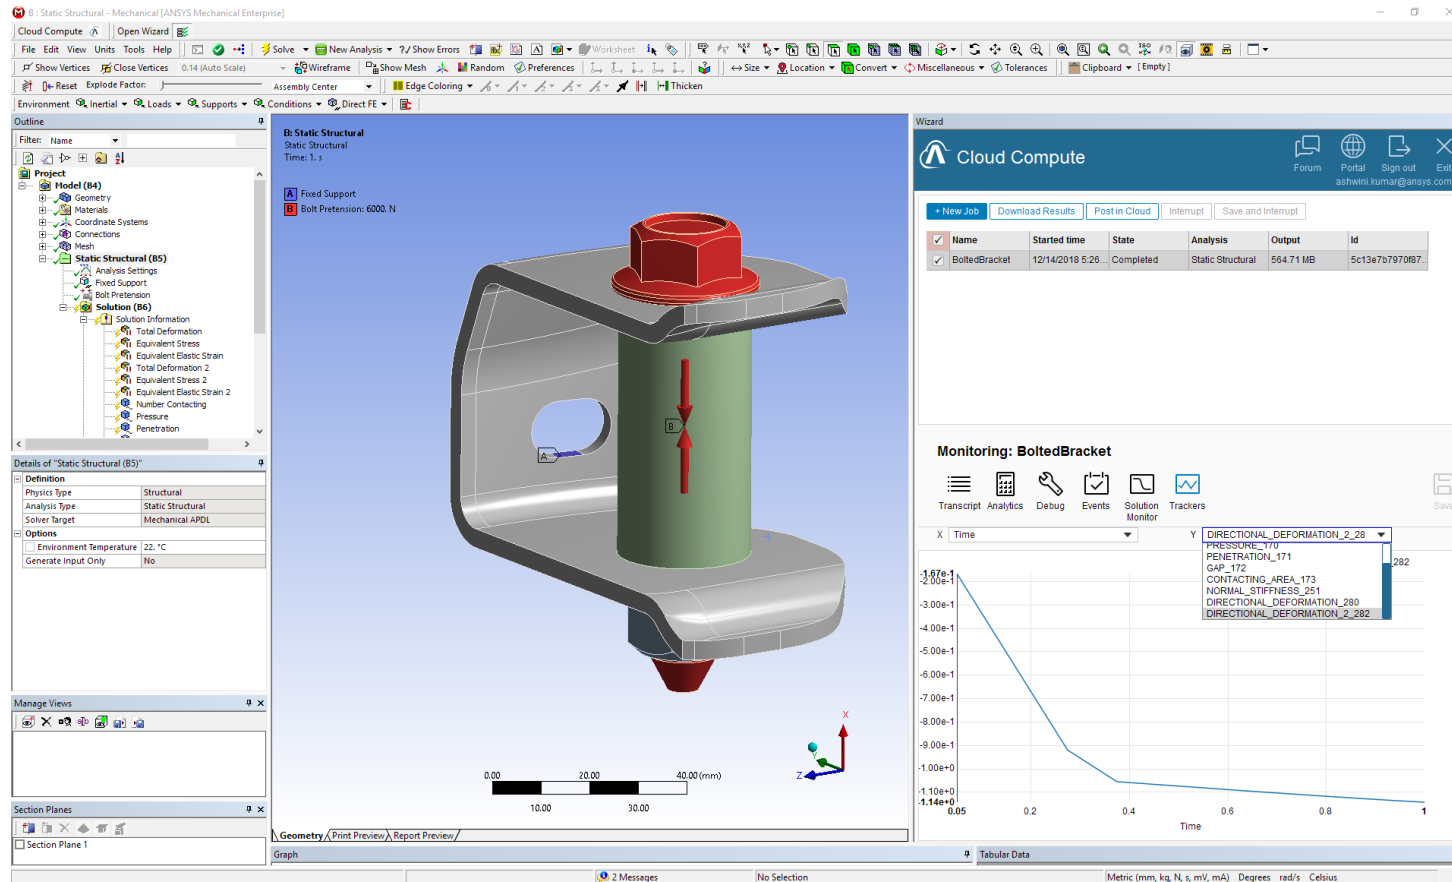 B : Static Structural - Mechanical [ANSYS Mechanical Enterprise]
Cloud Compute Open Wizard
File Edit View Units Tools Help Solve New Analysis ?/ Show Errors Worksheet
Show Vertices Close Vertices 0.14 (Auto Scale) Wireframe Show Mesh Random Preferences Size Location Convert Miscellaneous Tolerances Clipboard [Empty]
Reset Explode Factor: Assembly Center Edge Coloring Thicken
Environment Inertial Loads Supports Conditions Direct FE
Outline
Filter: Name
Project
Model (B4)
Geometry
Materials
Coordinate Systems
Connections
Mesh
Static Structural (B5)
Analysis Settings
Fixed Support
Bolt Pretension
Solution (B6)
Solution Information
Total Deformation
Equivalent Stress
Equivalent Elastic Strain
Total Deformation 2
Equivalent Stress 2
Equivalent Elastic Strain 2
Number Contacting
Pressure
Penetration
Details of "Static Structural (B5)"
Definition
Physics Type Structural
Analysis Type Static Structural
Solver Target Mechanical APDL
Options
Environment Temperature 22. °C
Generate Input Only No
Manage Views
Section Planes
Section Plane 1
B: Static Structural
Static Structural
Time: 1. s
A Fixed Support
B Bolt Pretension: 6000. N
B
A
X
Y
Z
0.00 20.00 40.00 (mm)
10.00 30.00
Geometry Print Preview Report Preview
Graph
Tabular Data
Wizard
Cloud Compute
Forum Portal Sign out Exit
ashwini.kumar@ansys.com
+ New Job Download Results Post in Cloud Interrupt Save and Interrupt
Name Started time State Analysis Output Id
BoltedBracket 12/14/2018 5:26... Completed Static Structural 564.71 MB 5c13e7b7970f87...
Monitoring: BoltedBracket
Transcript Analytics Debug Events Solution Monitor Trackers Save
X Time Y DIRECTIONAL_DEFORMATION_2_28
PRESSURE_170
PENETRATION_171
GAP_172
CONTACTING_AREA_173
NORMAL_STIFFNESS_251
DIRECTIONAL_DEFORMATION_280
DIRECTIONAL_DEFORMATION_2_282
_282
-1.67e-1
-2.00e-1
-3.00e-1
-4.00e-1
-5.00e-1
-6.00e-1
-7.00e-1
-8.00e-1
-9.00e-1
-1.00e+0
-1.10e+0
-1.14e+0
0.05 0.2 0.4 0.6 0.8 1
Time
2 Messages No Selection Metric (mm, kg, N, s, mV, mA) Degrees rad/s Celsius